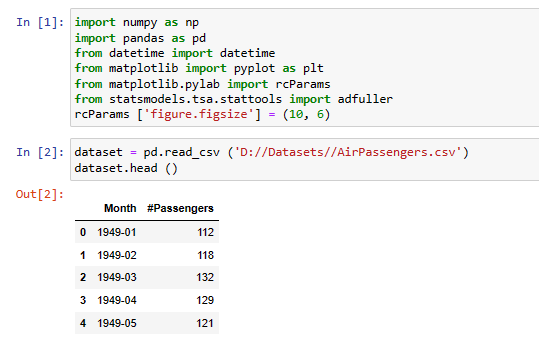 In [1]: import numpy as np
import pandas as pd
from datetime import datetime
from matplotlib import pyplot as plt
from matplotlib.pylab import rcParams
from statsmodels.tsa.stattools import adfuller
rcParams ['figure.figsize'] = (10, 6)
In [2]: dataset = pd.read_csv ('D://Datasets//AirPassengers.csv')
dataset.head ()
Out[2]:
Month #Passengers
0 1949-01 112
1 1949-02 118
2 1949-03 132
3 1949-04 129
4 1949-05 121